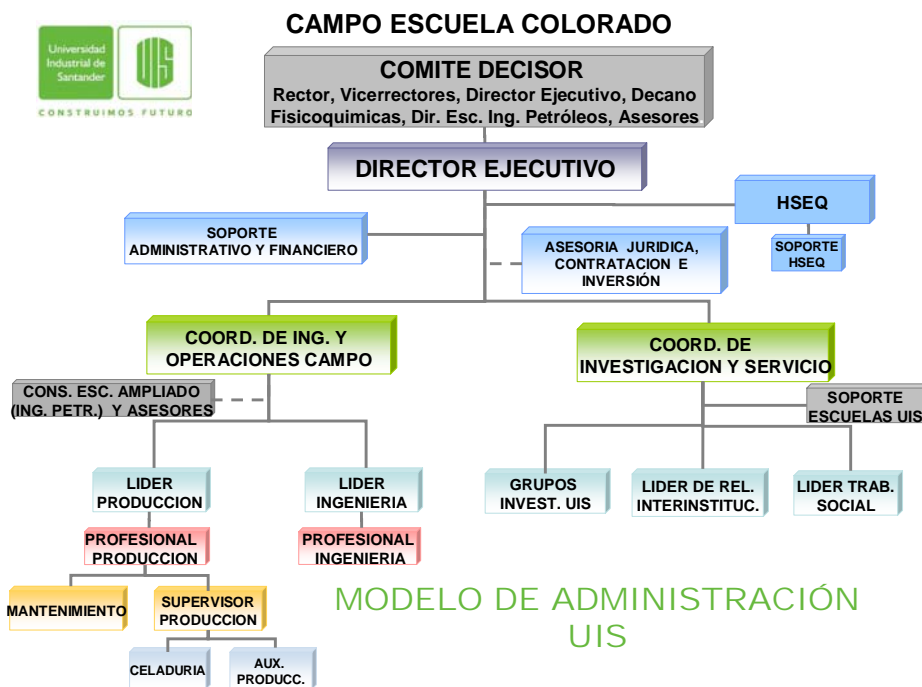 CAMPO ESCUELA COLORADO
Universidad
Industrial de
Santander
UIS
CONSTRUIMOS FUTURO
COMITE DECISOR
Rector, Vicerrectores, Director Ejecutivo, Decano
Fisicoquimicas, Dir. Esc. Ing. Petróleos, Asesores.
DIRECTOR EJECUTIVO
HSEQ
SOPORTE
ADMINISTRATIVO Y FINANCIERO
SOPORTE
HSEQ
ASESORIA JURIDICA,
CONTRATACION E
INVERSIÓN
COORD. DE ING. Y
OPERACIONES CAMPO
COORD. DE
INVESTIGACION Y SERVICIO
CONS. ESC. AMPLIADO
(ING. PETR.) Y ASESORES
SOPORTE
ESCUELAS UIS
LIDER
PRODUCCION
LIDER
INGENIERIA
GRUPOS
INVEST. UIS
LIDER DE REL.
INTERINSTITUC.
LIDER TRAB.
SOCIAL
PROFESIONAL
PRODUCCION
PROFESIONAL
INGENIERIA
MANTENIMIENTO
SUPERVISOR
PRODUCCION
CELADURIA
AUX.
PRODUCC.
MODELO DE ADMINISTRACIÓN
UIS